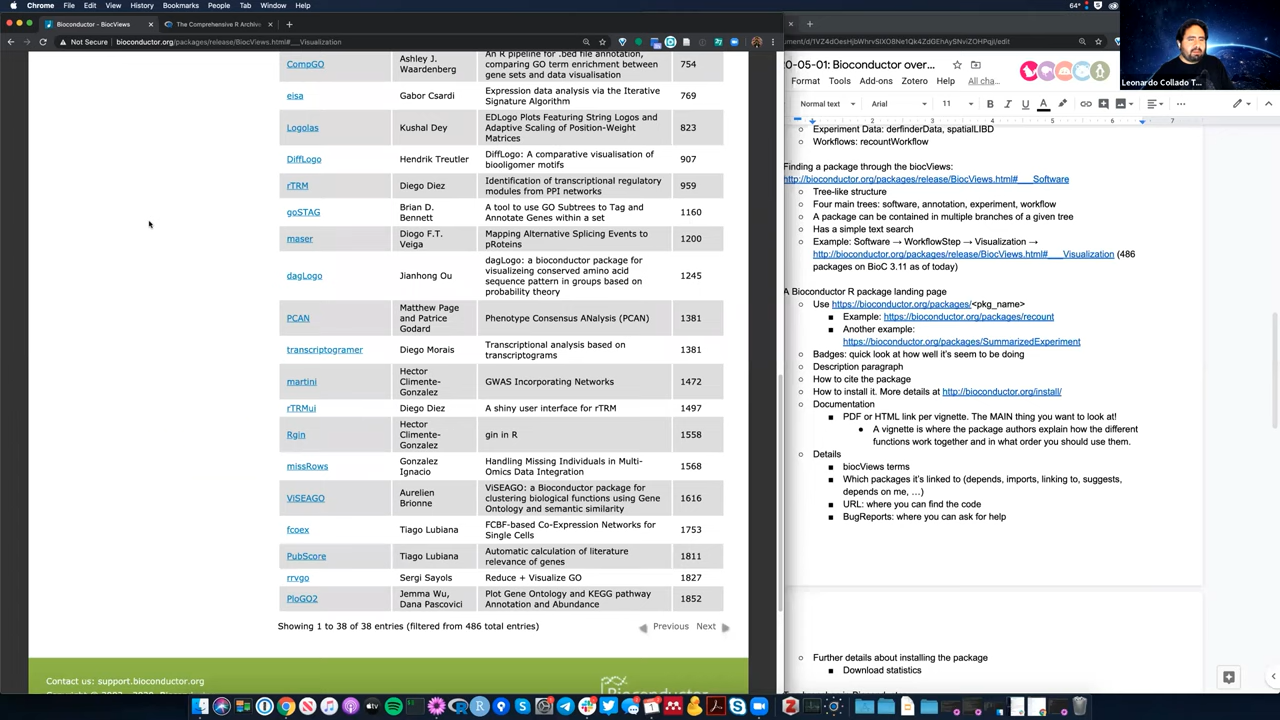 Chrome File Edit View History Bookmarks People Tab Window Help
64°
Bioconductor - BiocViews
The Comprehensive R Archiv
Not Secure | bioconductor.org/packages/release/BiocViews.html#___Visualization
CompGO
Ashley J.
Waardenberg
An R pipeline for .bed file annotation,
comparing GO term enrichment between
gene sets and data visualisation
754
eisa
Gabor Csardi
Expression data analysis via the Iterative
Signature Algorithm
769
Logolas
Kushal Dey
EDLogo Plots Featuring String Logos and
Adaptive Scaling of Position-Weight
Matrices
823
DiffLogo
Hendrik Treutler
DiffLogo: A comparative visualisation of
biooligomer motifs
907
rTRM
Diego Diez
Identification of transcriptional regulatory
modules from PPI networks
959
goSTAG
Brian D.
Bennett
A tool to use GO Subtrees to Tag and
Annotate Genes within a set
1160
maser
Diogo F.T.
Veiga
Mapping Alternative Splicing Events to
pRoteins
1200
dagLogo
Jianhong Ou
dagLogo: a bioconductor package for
visualizeing conserved amino acid
sequence pattern in groups based on
probability theory
1245
PCAN
Matthew Page
and Patrice
Godard
Phenotype Consensus ANalysis (PCAN)
1381
transcriptogramer
Diego Morais
Transcriptional analysis based on
transcriptograms
1381
martini
Hector
Climente-
Gonzalez
GWAS Incorporating Networks
1472
rTRMui
Diego Diez
A shiny user interface for rTRM
1497
Rgin
Hector
Climente-
Gonzalez
gin in R
1558
missRows
Gonzalez
Ignacio
Handling Missing Individuals in Multi-
Omics Data Integration
1568
ViSEAGO
Aurelien
Brionne
ViSEAGO: a Bioconductor package for
clustering biological functions using Gene
Ontology and semantic similarity
1616
fcoex
Tiago Lubiana
FCBF-based Co-Expression Networks for
Single Cells
1753
PubScore
Tiago Lubiana
Automatic calculation of literature
relevance of genes
1811
rrvgo
Sergi Sayols
Reduce + Visualize GO
1827
PloGO2
Jemma Wu,
Dana Pascovici
Plot Gene Ontology and KEGG pathway
Annotation and Abundance
1852
Showing 1 to 38 of 38 entries (filtered from 486 total entries)
Previous Next
Contact us: support.bioconductor.org
Bioconductor
20-05-01: Bioconductor over...
Format Tools Add-ons Zotero Help All cha...
Normal text Arial 11 B I U A
2 3 4 5 6 7
Experiment Data: derfinderData, spatialLIBD
Workflows: recountWorkflow
Finding a package through the biocViews:
http://bioconductor.org/packages/release/BiocViews.html#___Software
Tree-like structure
Four main trees: software, annotation, experiment, workflow
A package can be contained in multiple branches of a given tree
Has a simple text search
Example: Software → WorkflowStep → Visualization →
http://bioconductor.org/packages/release/BiocViews.html#___Visualization (486
packages on BioC 3.11 as of today)
A Bioconductor R package landing page
Use https://bioconductor.org/packages/<pkg_name>
Example: https://bioconductor.org/packages/recount
Another example:
https://bioconductor.org/packages/SummarizedExperiment
Badges: quick look at how well it's seem to be doing
Description paragraph
How to cite the package
How to install it. More details at http://bioconductor.org/install/
Documentation
PDF or HTML link per vignette. The MAIN thing you want to look at!
A vignette is where the package authors explain how the different
functions work together and in what order you should use them.
Details
biocViews terms
Which packages it's linked to (depends, imports, linking to, suggests,
depends on me, ...)
URL: where you can find the code
BugReports: where you can ask for help
Further details about installing the package
Download statistics
Leonardo Collado T...